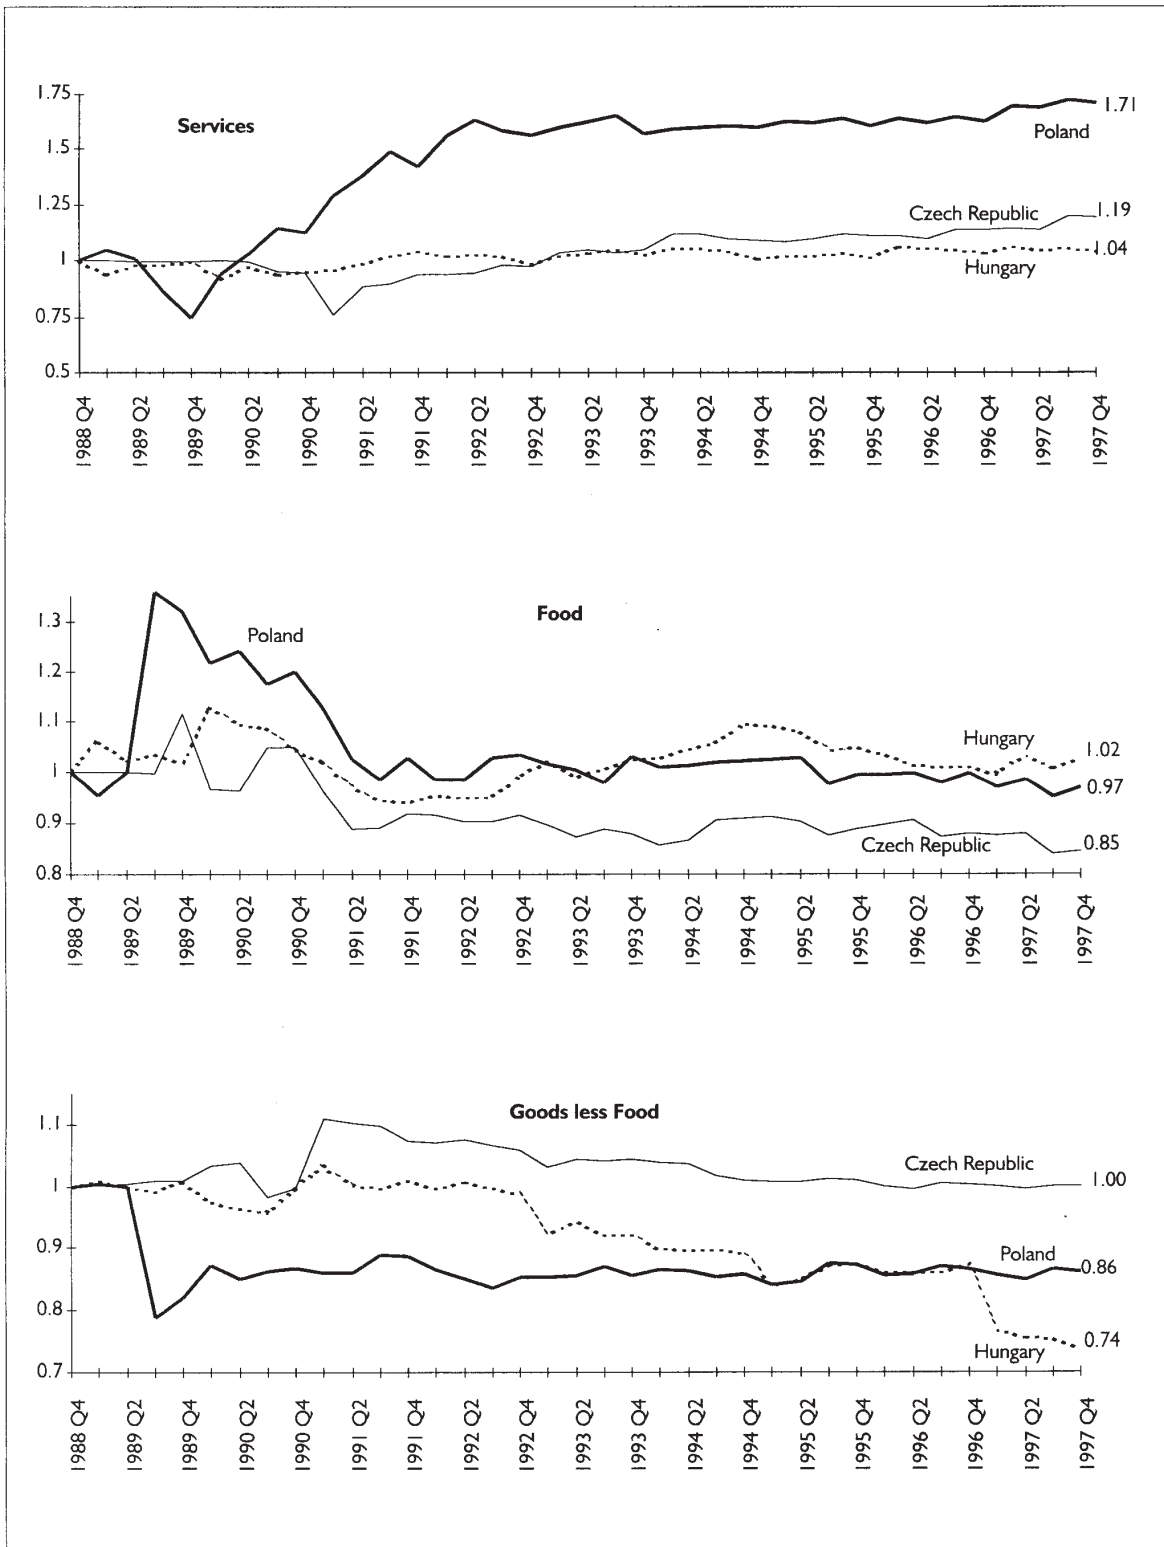 1.75
1.5
1.25
1
0.75
0.5
Services
1.71
Poland
Czech Republic
1.19
1.04
Hungary
1988 Q4
1989 Q2
1989 Q4
1990 Q2
1990 Q4
1991 Q2
1991 Q4
1992 Q2
1992 Q4
1993 Q2
1993 Q4
1994 Q2
1994 Q4
1995 Q2
1995 Q4
1996 Q2
1996 Q4
1997 Q2
1997 Q4
1.3
1.2
1.1
1
0.9
0.8
Food
Poland
Hungary
1.02
0.97
Czech Republic
0.85
1988 Q4
1989 Q2
1989 Q4
1990 Q2
1990 Q4
1991 Q2
1991 Q4
1992 Q2
1992 Q4
1993 Q2
1993 Q4
1994 Q2
1994 Q4
1995 Q2
1995 Q4
1996 Q2
1996 Q4
1997 Q2
1997 Q4
1.1
1
0.9
0.8
0.7
Goods less Food
Czech Republic
1.00
Poland
0.86
0.74
Hungary
1988 Q4
1989 Q2
1989 Q4
1990 Q2
1990 Q4
1991 Q2
1991 Q4
1992 Q2
1992 Q4
1993 Q2
1993 Q4
1994 Q2
1994 Q4
1995 Q2
1995 Q4
1996 Q2
1996 Q4
1997 Q2
1997 Q4